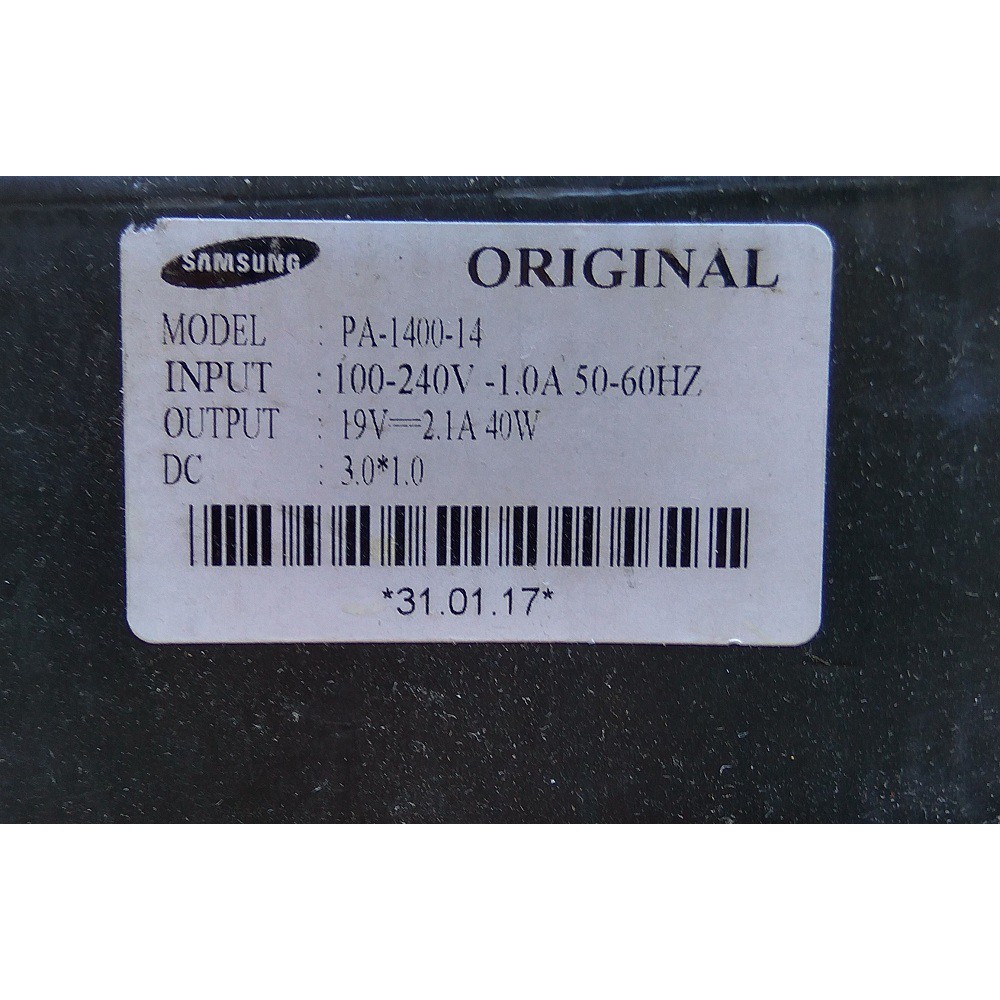 SAMSUNG ORIGINAL
MODEL : PA-1400-14
INPUT : 100-240V -1.0A 50-60HZ
OUTPUT : 19V⎓2.1A 40W
DC : 3.0*1.0
*31.01.17*